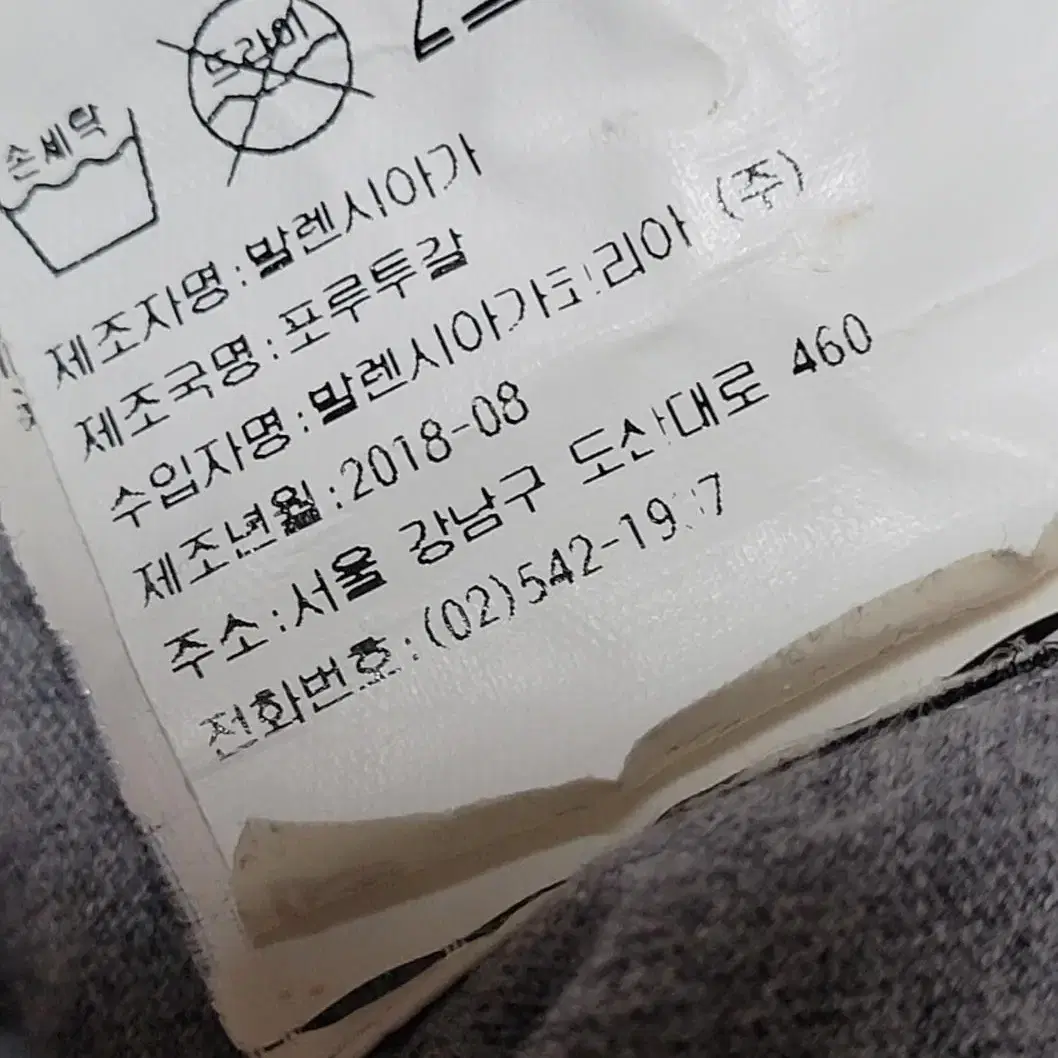 드라이
손세탁
제조자명:발렌시아가
제조국명:포루투갈
수입자명:발렌시아가코리아 (주)
제조년월:2018-08
주소:서울 강남구 도산대로 460
전화번호: